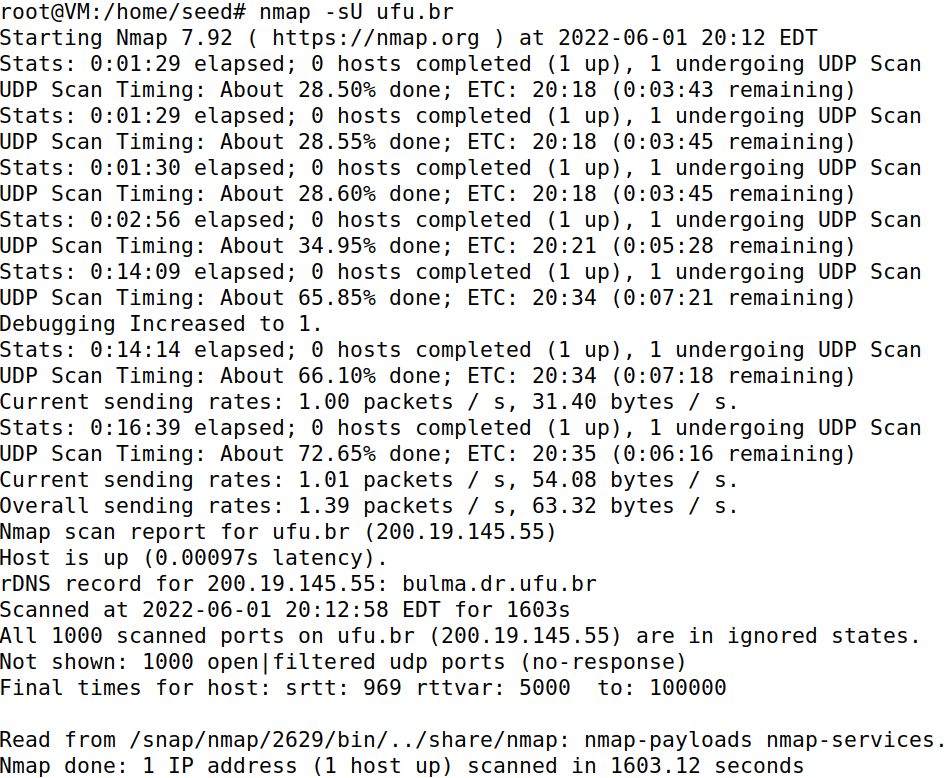 root@VM:/home/seed# nmap -sU ufu.br
Starting Nmap 7.92 ( https://nmap.org ) at 2022-06-01 20:12 EDT
Stats: 0:01:29 elapsed; 0 hosts completed (1 up), 1 undergoing UDP Scan
UDP Scan Timing: About 28.50% done; ETC: 20:18 (0:03:43 remaining)
Stats: 0:01:29 elapsed; 0 hosts completed (1 up), 1 undergoing UDP Scan
UDP Scan Timing: About 28.55% done; ETC: 20:18 (0:03:45 remaining)
Stats: 0:01:30 elapsed; 0 hosts completed (1 up), 1 undergoing UDP Scan
UDP Scan Timing: About 28.60% done; ETC: 20:18 (0:03:45 remaining)
Stats: 0:02:56 elapsed; 0 hosts completed (1 up), 1 undergoing UDP Scan
UDP Scan Timing: About 34.95% done; ETC: 20:21 (0:05:28 remaining)
Stats: 0:14:09 elapsed; 0 hosts completed (1 up), 1 undergoing UDP Scan
UDP Scan Timing: About 65.85% done; ETC: 20:34 (0:07:21 remaining)
Debugging Increased to 1.
Stats: 0:14:14 elapsed; 0 hosts completed (1 up), 1 undergoing UDP Scan
UDP Scan Timing: About 66.10% done; ETC: 20:34 (0:07:18 remaining)
Current sending rates: 1.00 packets / s, 31.40 bytes / s.
Stats: 0:16:39 elapsed; 0 hosts completed (1 up), 1 undergoing UDP Scan
UDP Scan Timing: About 72.65% done; ETC: 20:35 (0:06:16 remaining)
Current sending rates: 1.01 packets / s, 54.08 bytes / s.
Overall sending rates: 1.39 packets / s, 63.32 bytes / s.
Nmap scan report for ufu.br (200.19.145.55)
Host is up (0.00097s latency).
rDNS record for 200.19.145.55: bulma.dr.ufu.br
Scanned at 2022-06-01 20:12:58 EDT for 1603s
All 1000 scanned ports on ufu.br (200.19.145.55) are in ignored states.
Not shown: 1000 open|filtered udp ports (no-response)
Final times for host: srtt: 969 rttvar: 5000  to: 100000

Read from /snap/nmap/2629/bin/../share/nmap: nmap-payloads nmap-services.
Nmap done: 1 IP address (1 host up) scanned in 1603.12 seconds